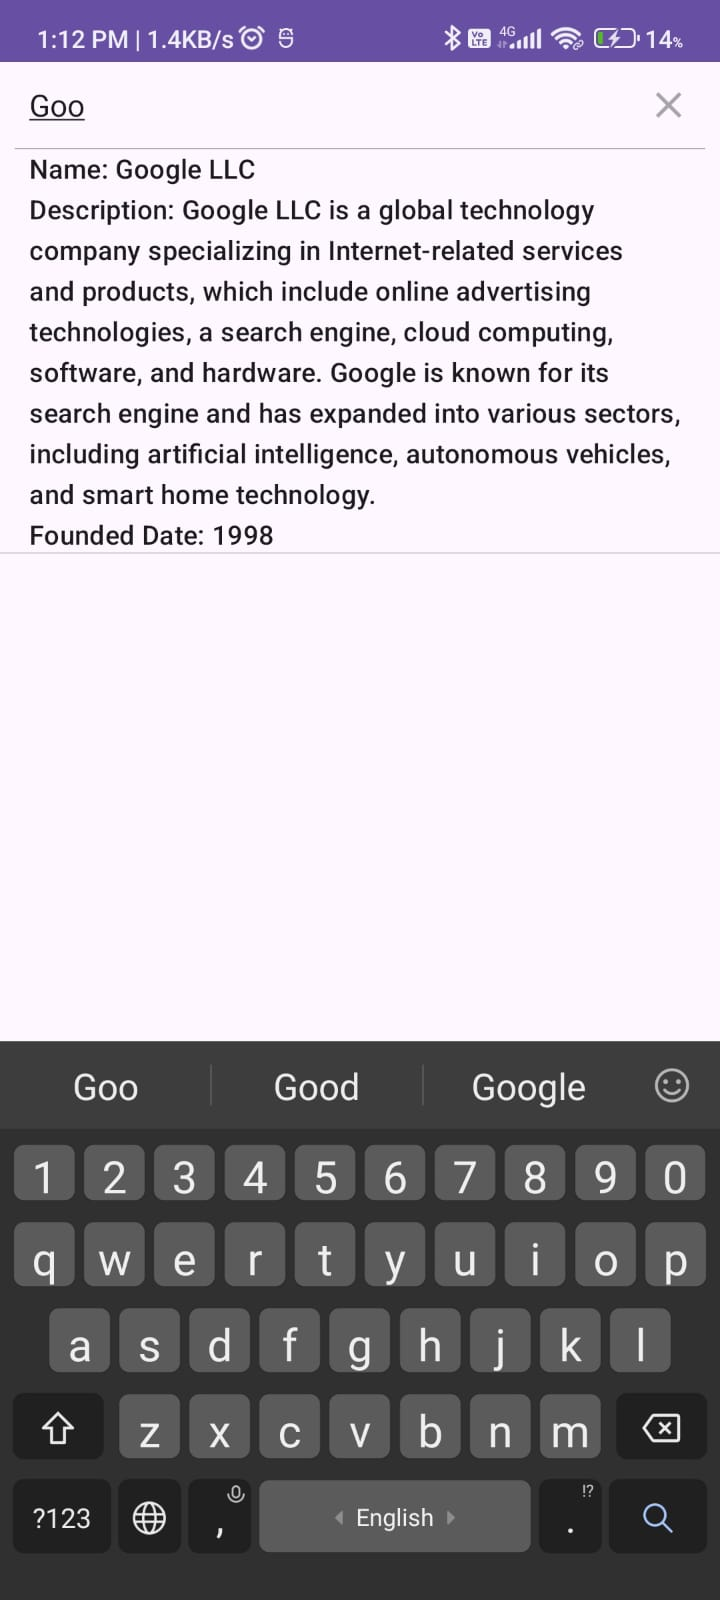 1:12 PM | 1.4KB/s Vo LTE 4G 14%
Goo
Name: Google LLC
Description: Google LLC is a global technology
company specializing in Internet-related services
and products, which include online advertising
technologies, a search engine, cloud computing,
software, and hardware. Google is known for its
search engine and has expanded into various sectors,
including artificial intelligence, autonomous vehicles,
and smart home technology.
Founded Date: 1998
Goo Good Google
1 2 3 4 5 6 7 8 9 0
q w e r t y u i o p
a s d f g h j k l
z x c v b n m
?123 , English . !?